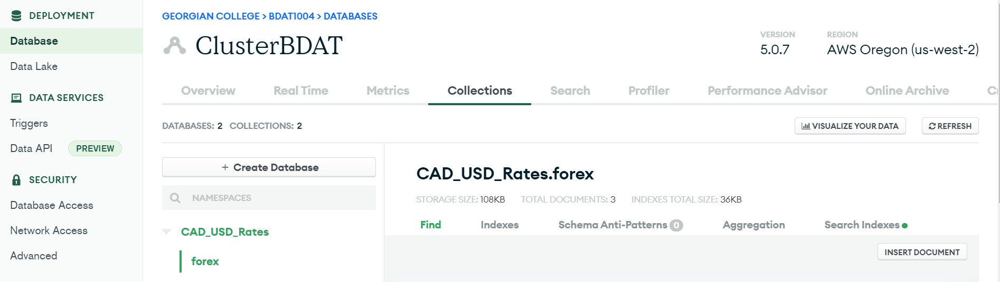 DEPLOYMENT
Database
Data Lake
DATA SERVICES
Triggers
Data API PREVIEW
SECURITY
Database Access
Network Access
Advanced
GEORGIAN COLLEGE > BDAT1004 > DATABASES
ClusterBDAT
VERSION
5.0.7
REGION
AWS Oregon (us-west-2)
Overview Real Time Metrics Collections Search Profiler Performance Advisor Online Archive
DATABASES: 2 COLLECTIONS: 2
VISUALIZE YOUR DATA REFRESH
+ Create Database
NAMESPACES
CAD_USD_Rates
forex
CAD_USD_Rates.forex
STORAGE SIZE: 108KB TOTAL DOCUMENTS: 3 INDEXES TOTAL SIZE: 36KB
Find Indexes Schema Anti-Patterns 0 Aggregation Search Indexes
INSERT DOCUMENT